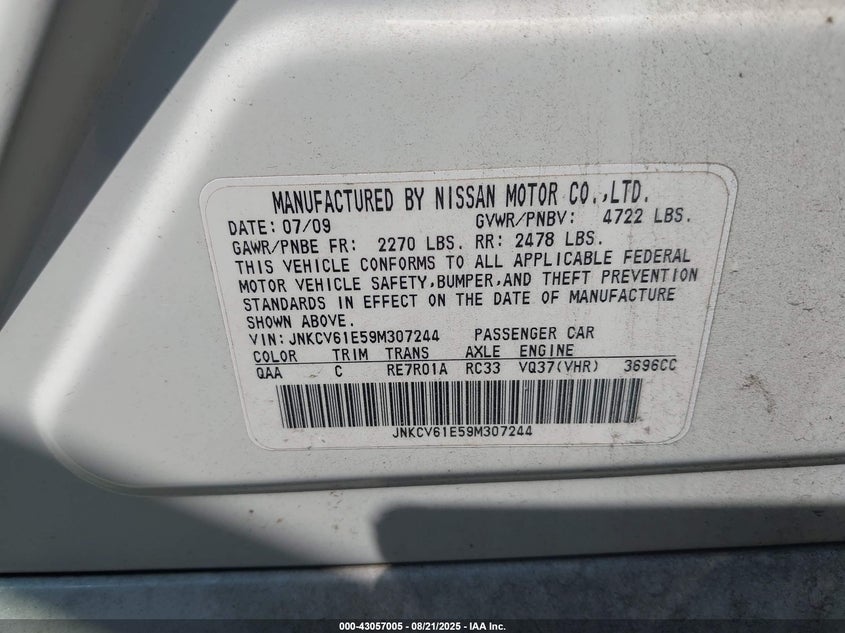 MANUFACTURED BY NISSAN MOTOR CO.,LTD.
DATE: 07/09 GVWR/PNBV: 4722 LBS.
GAWR/PNBE FR: 2270 LBS. RR: 2478 LBS.
THIS VEHICLE CONFORMS TO ALL APPLICABLE FEDERAL
MOTOR VEHICLE SAFETY,BUMPER,AND THEFT PREVENTION
STANDARDS IN EFFECT ON THE DATE OF MANUFACTURE
SHOWN ABOVE.
VIN: JNKCV61E59M307244 PASSENGER CAR
COLOR TRIM TRANS AXLE ENGINE
QAA C RE7R01A RC33 VQ37(VHR) 3696CC
JNKCV61E59M307244
000-43057005 - 08/21/2025 - IAA Inc.